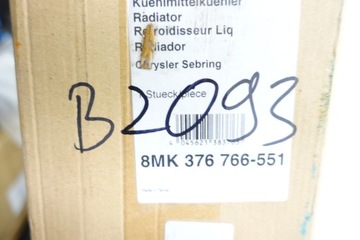 Kuehlmittelkuehler
Radiator
Refroidisseur Liq
Radiador
Chrysler Sebring
Stueck/piece
B2093
8MK 376 766-551